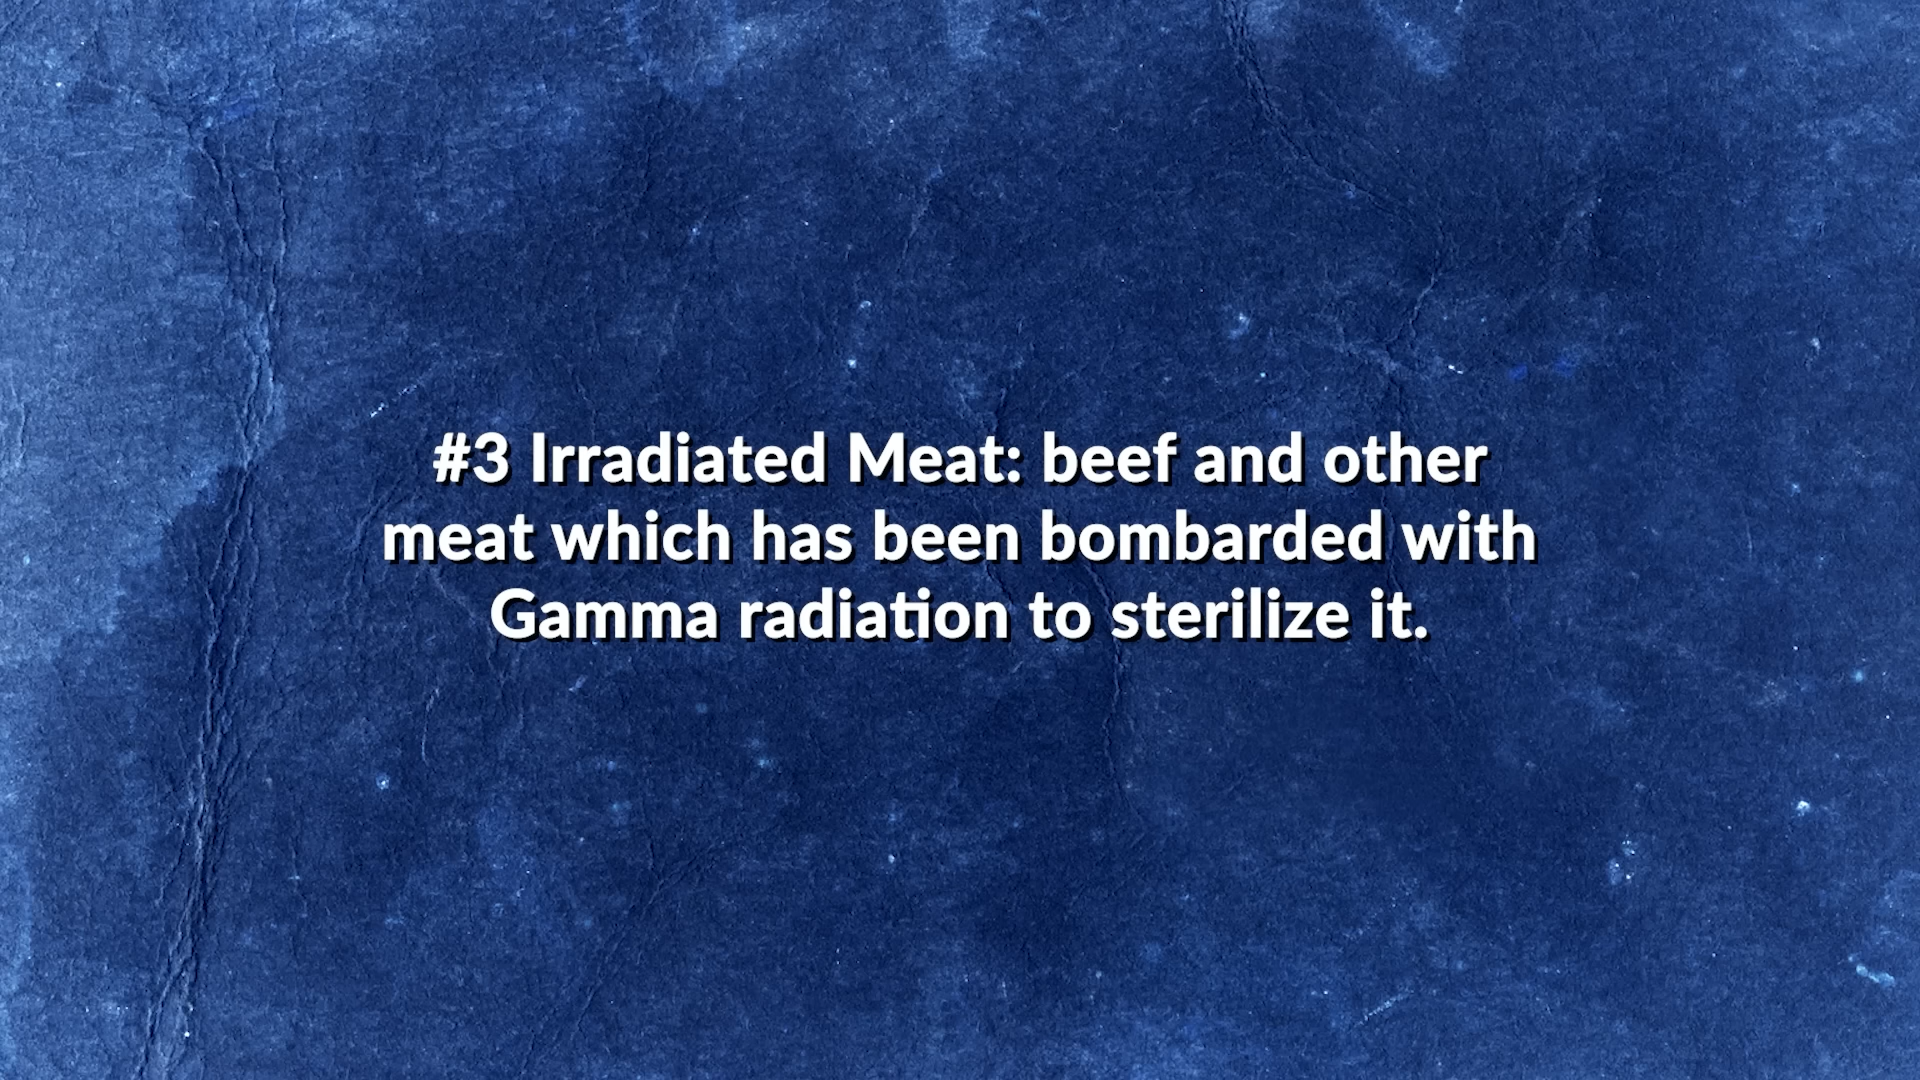 #3 Irradiated Meat: beef and other
meat which has been bombarded with
Gamma radiation to sterilize it.